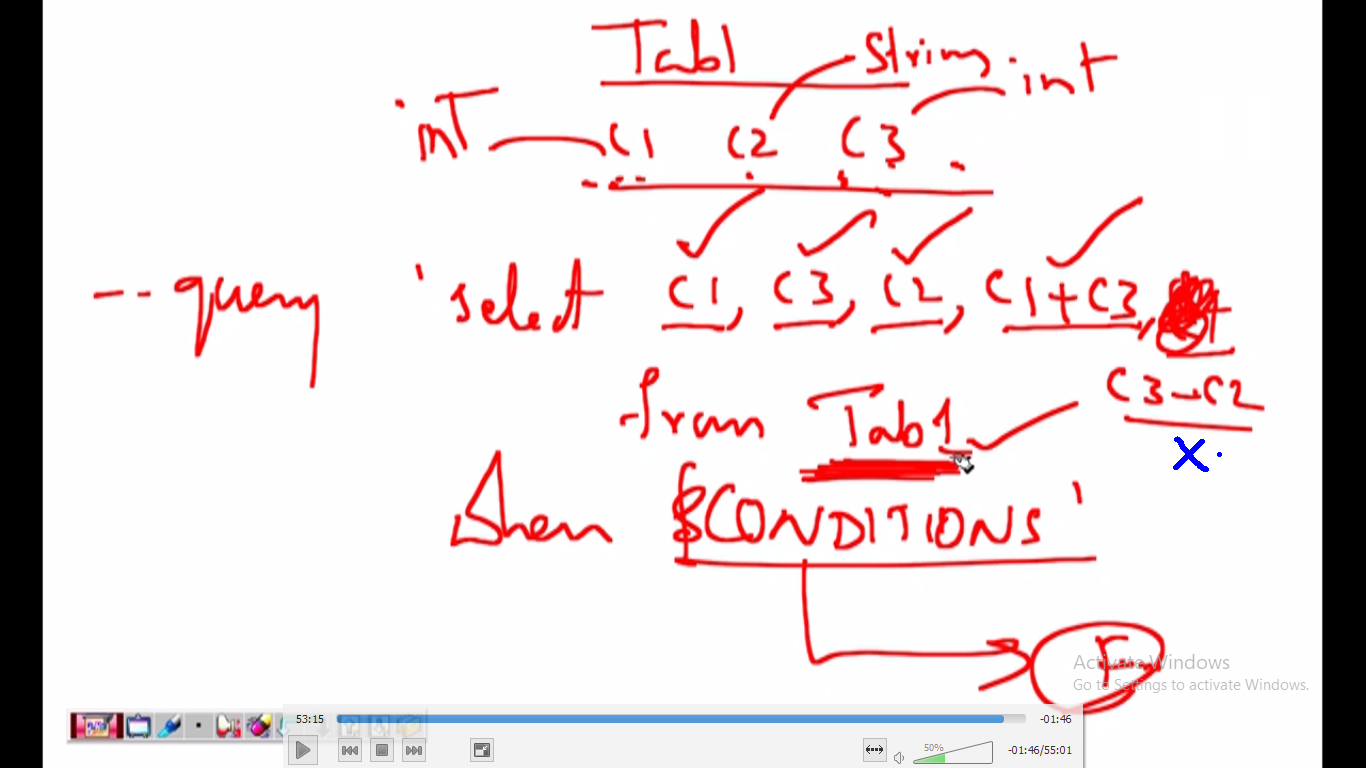 Tab1
String int
int C1 C2 C3
--query 'select C1, C3, C2, C1+C3,
C3-C2
from Tab1
x
$CONDITIONS'
F
Activate Windows
Go to Settings to activate Windows.
53:15 -01:46
50%
-01:46/55:01